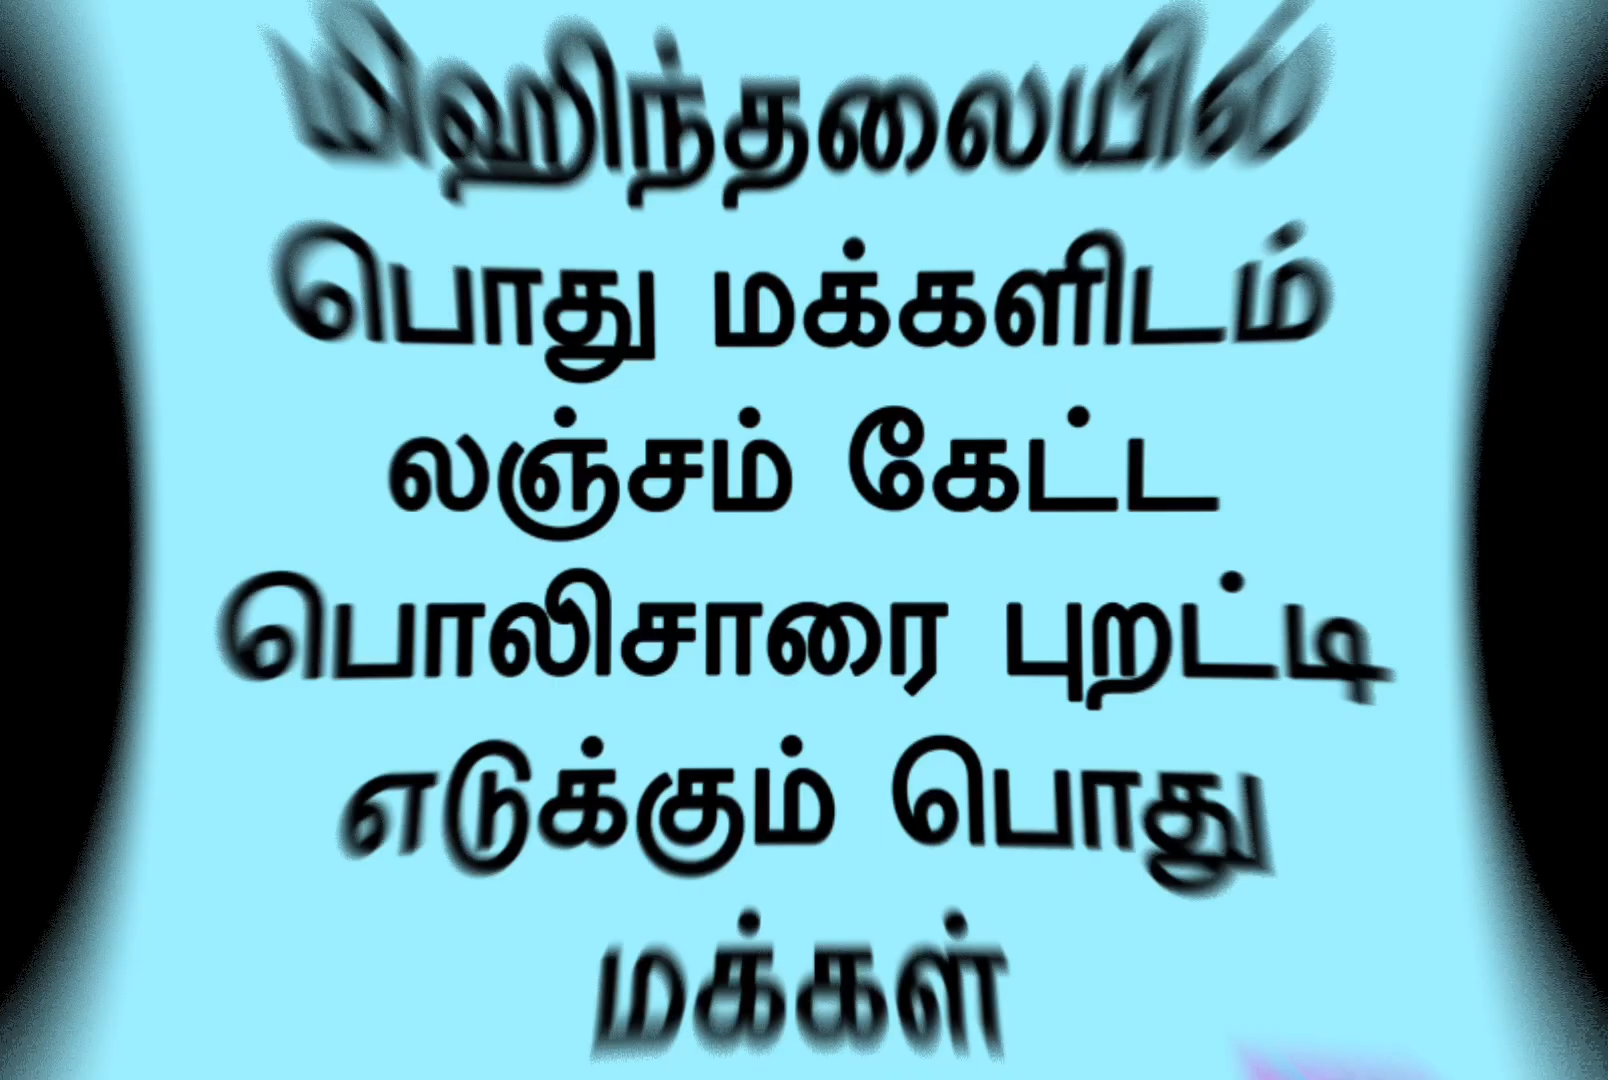 மிஹிந்தலையில்
பொது மக்களிடம்
லஞ்சம் கேட்ட
பொலிசாரை புறட்டி
எடுக்கும் பொது
மக்கள்